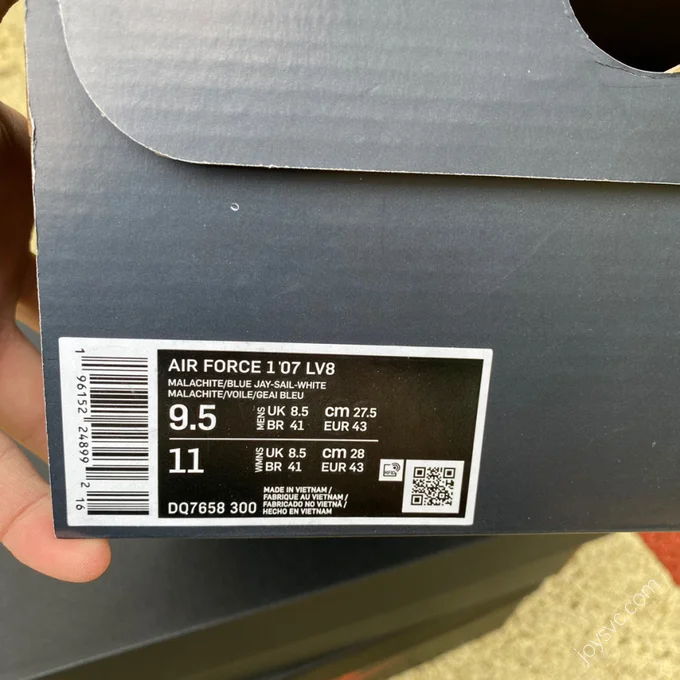 AIR FORCE 1 '07 LV8
MALACHITE/BLUE JAY-SAIL-WHITE
MALACHITE/VOILE/GEAI BLEU
9.5 MENS UK 8.5 cm 27.5
BR 41 EUR 43
11 WMNS UK 8.5 cm 28
BR 41 EUR 43
MADE IN VIETNAM /
FABRIQUE AU VIETNAM /
FABRICADO NO VIETNÃ /
HECHO EN VIETNAM
DQ7658 300
1 96152 24899 2 16
joysvc.com